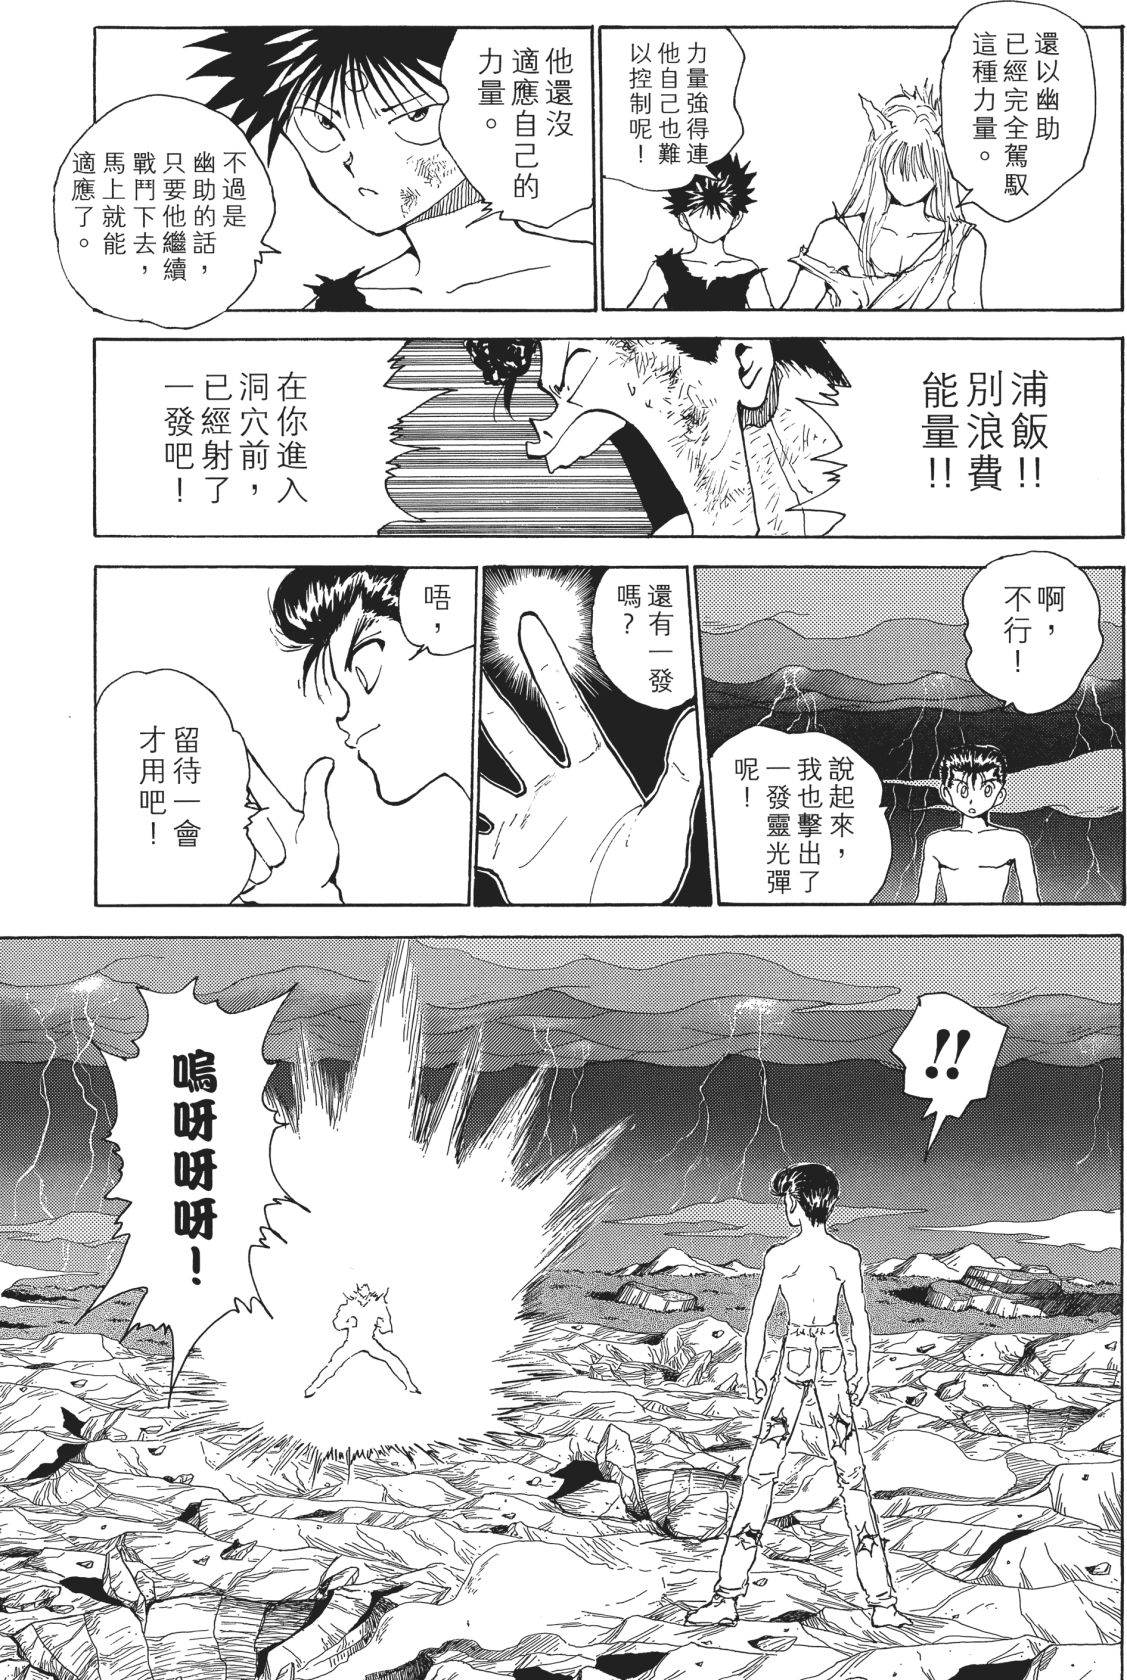 還以幽助
已經完全駕馭
這種力量。
力量強得連
他自己也難
以控制呢！
他還沒
適應自己的
力量。
不過是
幽助的話，
只要他繼續
戰鬥下去，
馬上就能
適應了。
浦飯!!
別浪費
能量!!
在你進入
洞穴前，
已經射了
一發吧！
啊，
不行！
說起來，
我也擊出了
一發靈光彈
呢！
還有一發
嗎？
唔，
留待一會
才用吧！
!!
嗚呀呀呀！